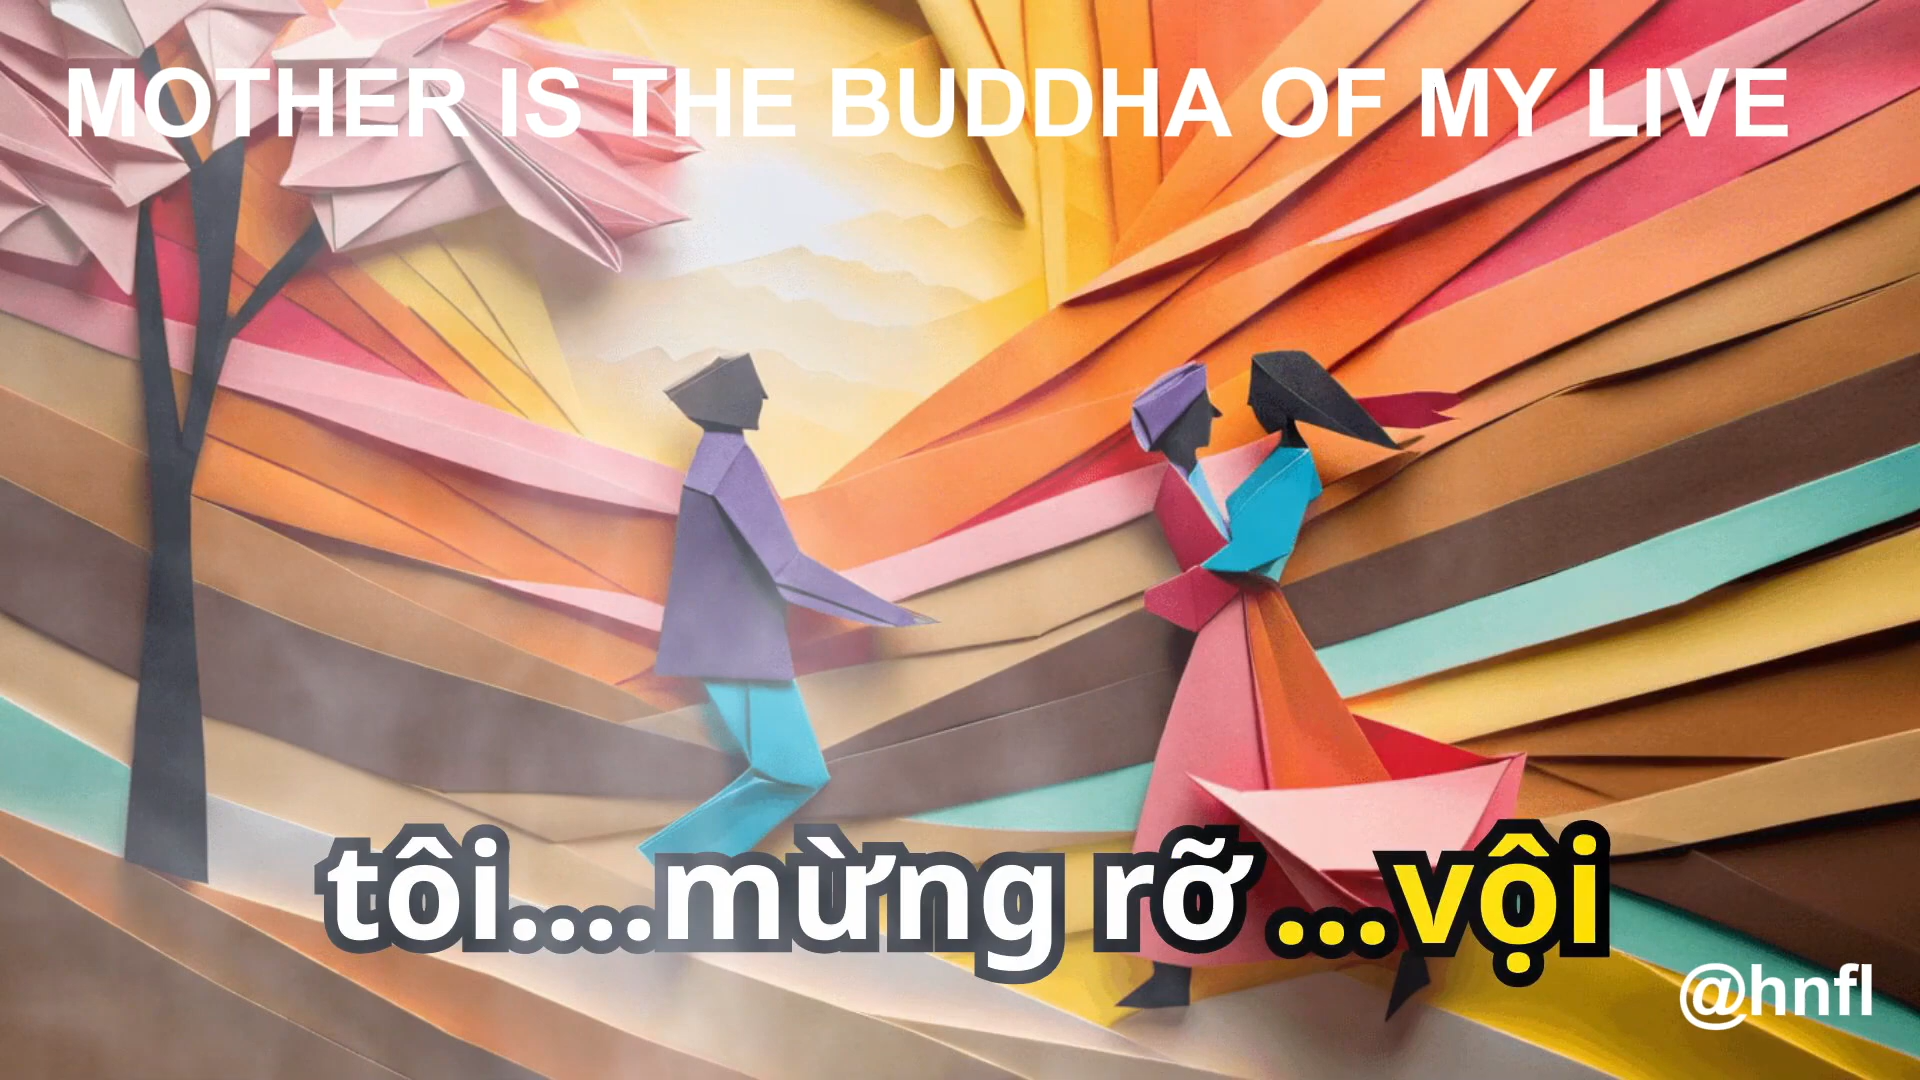 MOTHER IS THE BUDDHA OF MY LIVE
tôi....mừng rỡ ...vội
@hnfl